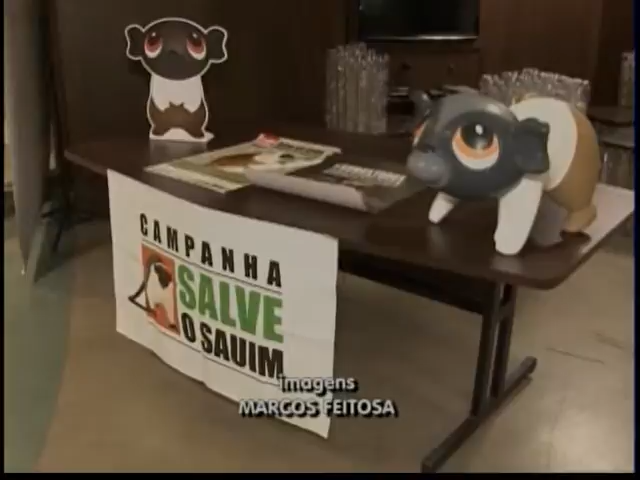 CAMPANHA
SALVE
O SAUIM
imagens
MARCOS FEITOSA